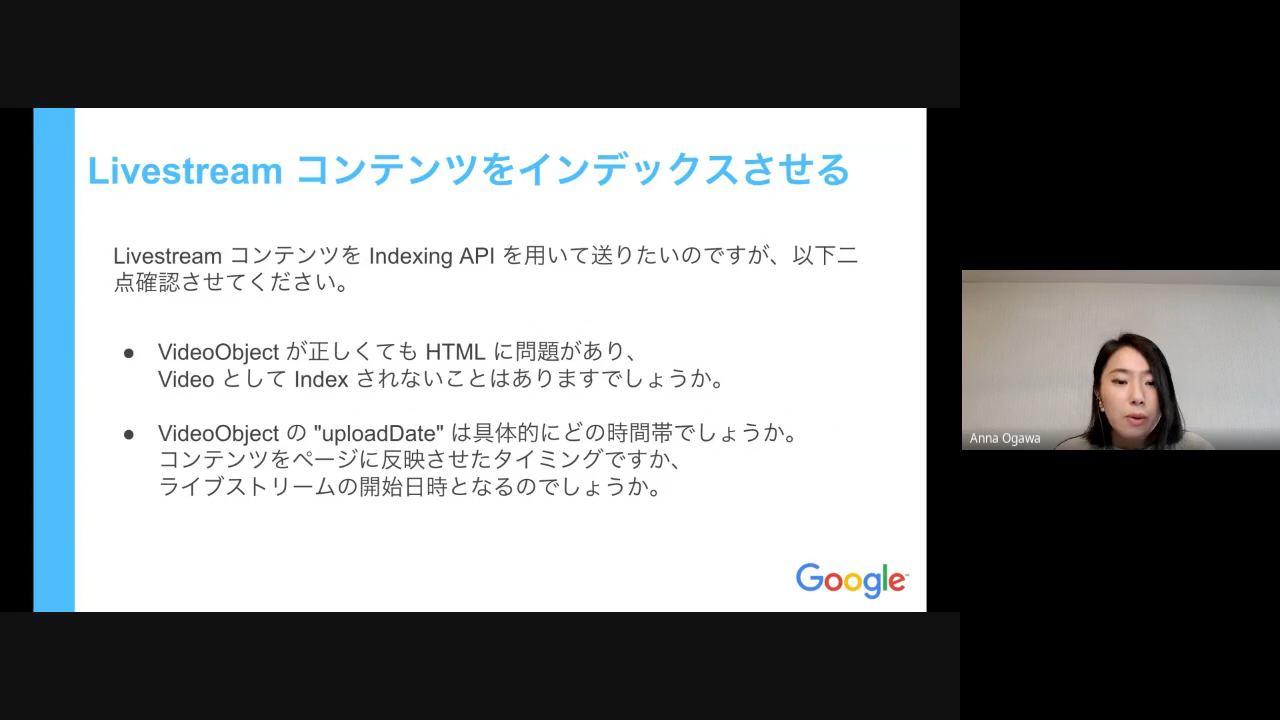 Livestream コンテンツをインデックスさせる
Livestream コンテンツを Indexing API を用いて送りたいのですが、以下二
点確認させてください。
● VideoObject が正しくても HTML に問題があり、
Video として Index されないことはありますでしょうか。
● VideoObject の "uploadDate" は具体的にどの時間帯でしょうか。
コンテンツをページに反映させたタイミングですか、
ライブストリームの開始日時となるのでしょうか。
Google
Anna Ogawa